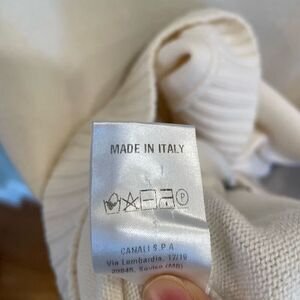 MADE IN ITALY
P
CANALI S.P.A
Via Lombardia, 17/19
20845, Sovico (MB)